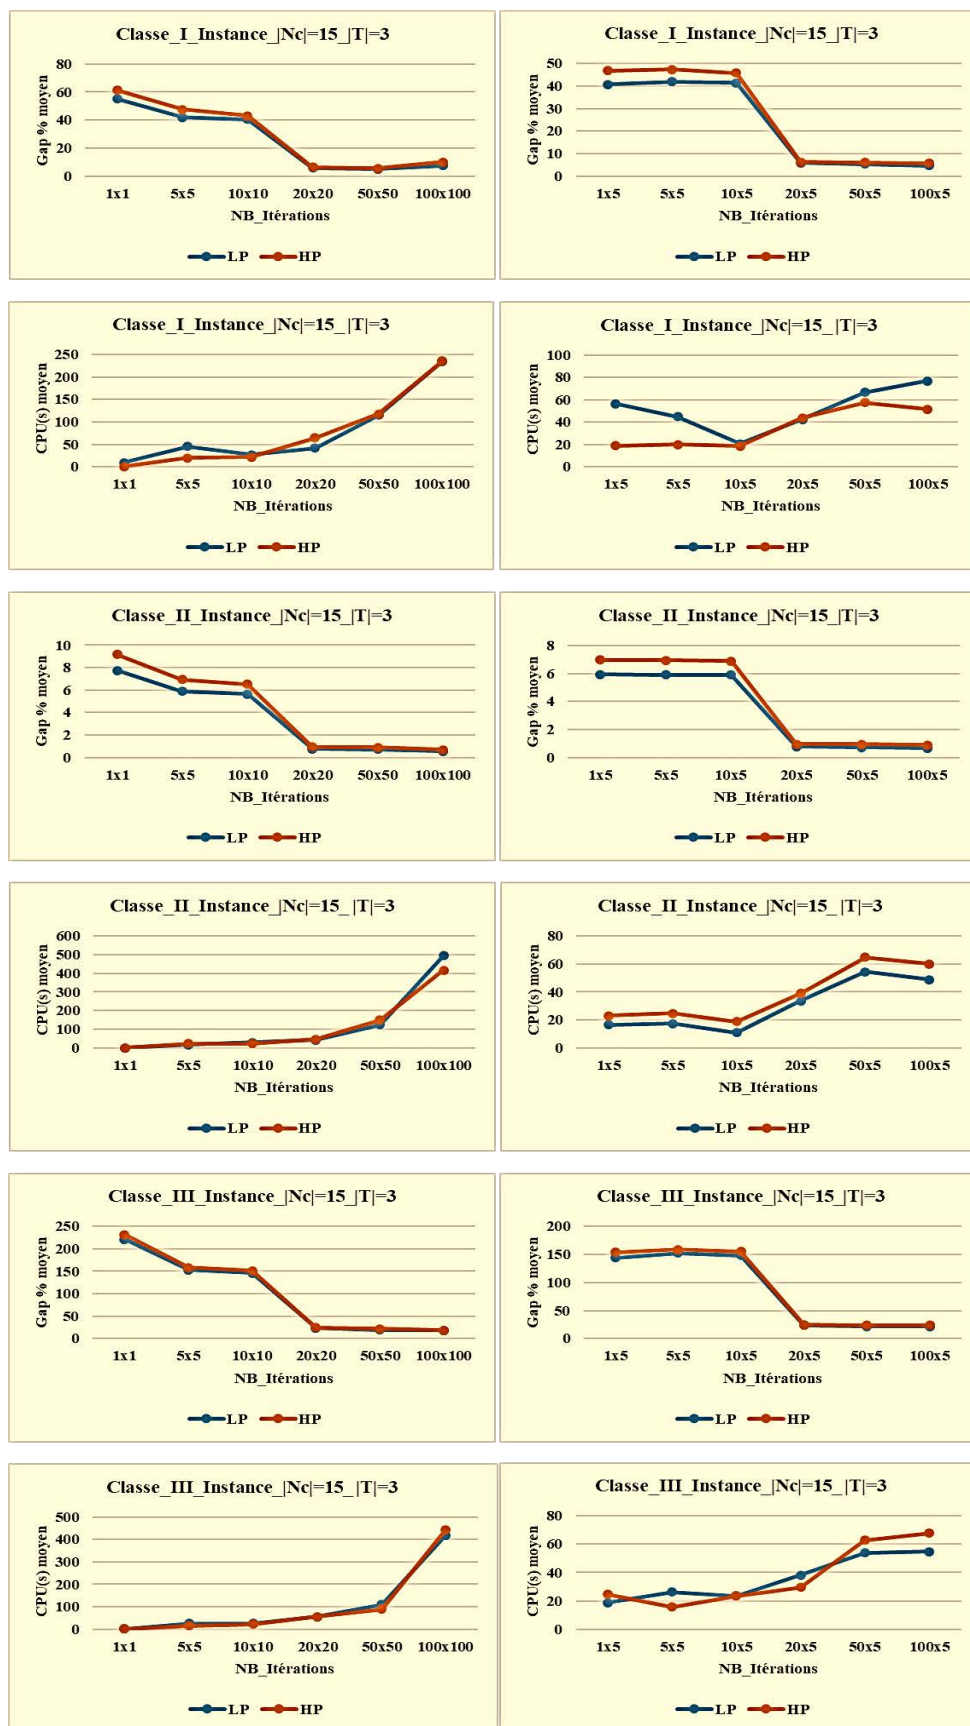 Classe_I_Instance_|Nc|=15_|T|=3
Gap % moyen
80
60
40
20
0
1x1 5x5 10x10 20x20 50x50 100x100
NB_Itérations
LP HP
Classe_I_Instance_|Nc|=15_|T|=3
Gap % moyen
50
40
30
20
10
0
1x5 5x5 10x5 20x5 50x5 100x5
NB_Itérations
LP HP
Classe_I_Instance_|Nc|=15_ |T|=3
CPU(s) moyen
250
200
150
100
50
0
1x1 5x5 10x10 20x20 50x50 100x100
NB_Itérations
LP HP
Classe_I_Instance_|Nc|=15_ |T|=3
CPU(s) moyen
100
80
60
40
20
0
1x5 5x5 10x5 20x5 50x5 100x5
NB_Itérations
LP HP
Classe_II_Instance_|Nc|=15_|T|=3
Gap % moyen
10
8
6
4
2
0
1x1 5x5 10x10 20x20 50x50 100x100
NB_Itérations
LP HP
Classe_II_Instance_|Nc|=15_|T|=3
Gap % moyen
8
6
4
2
0
1x5 5x5 10x5 20x5 50x5 100x5
NB_Itérations
LP HP
Classe_II_Instance_|Nc|=15_ |T|=3
CPU(s) moyen
600
500
400
300
200
100
0
1x1 5x5 10x10 20x20 50x50 100x100
NB_Itérations
LP HP
Classe_II_Instance_|Nc|=15_ |T|=3
CPU(s) moyen
80
60
40
20
0
1x5 5x5 10x5 20x5 50x5 100x5
NB_Itérations
LP HP
Classe_III_Instance_|Nc|=15_|T|=3
Gap % moyen
250
200
150
100
50
0
1x1 5x5 10x10 20x20 50x50 100x100
NB_Itérations
LP HP
Classe_III_Instance_|Nc|=15_|T|=3
Gap % moyen
200
150
100
50
0
1x5 5x5 10x5 20x5 50x5 100x5
NB_Itérations
LP HP
Classe_III_Instance_|Nc|=15_ |T|=3
CPU(s) moyen
500
400
300
200
100
0
1x1 5x5 10x10 20x20 50x50 100x100
NB_Itérations
LP HP
Classe_III_Instance_|Nc|=15_ |T|=3
CPU(s) moyen
80
60
40
20
0
1x5 5x5 10x5 20x5 50x5 100x5
NB_Itérations
LP HP